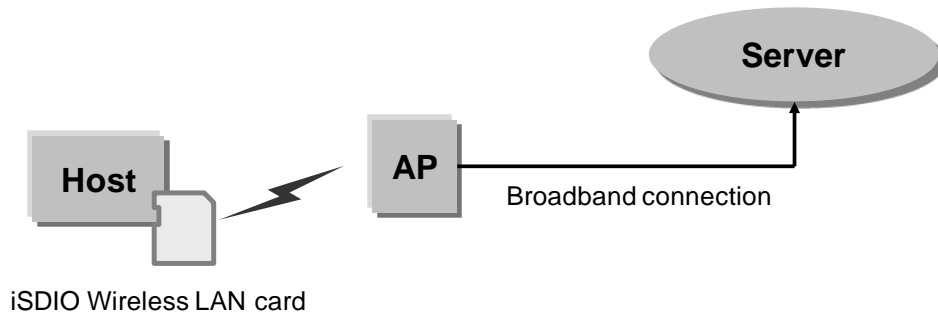 Server
Host
AP
Broadband connection
iSDIO Wireless LAN card